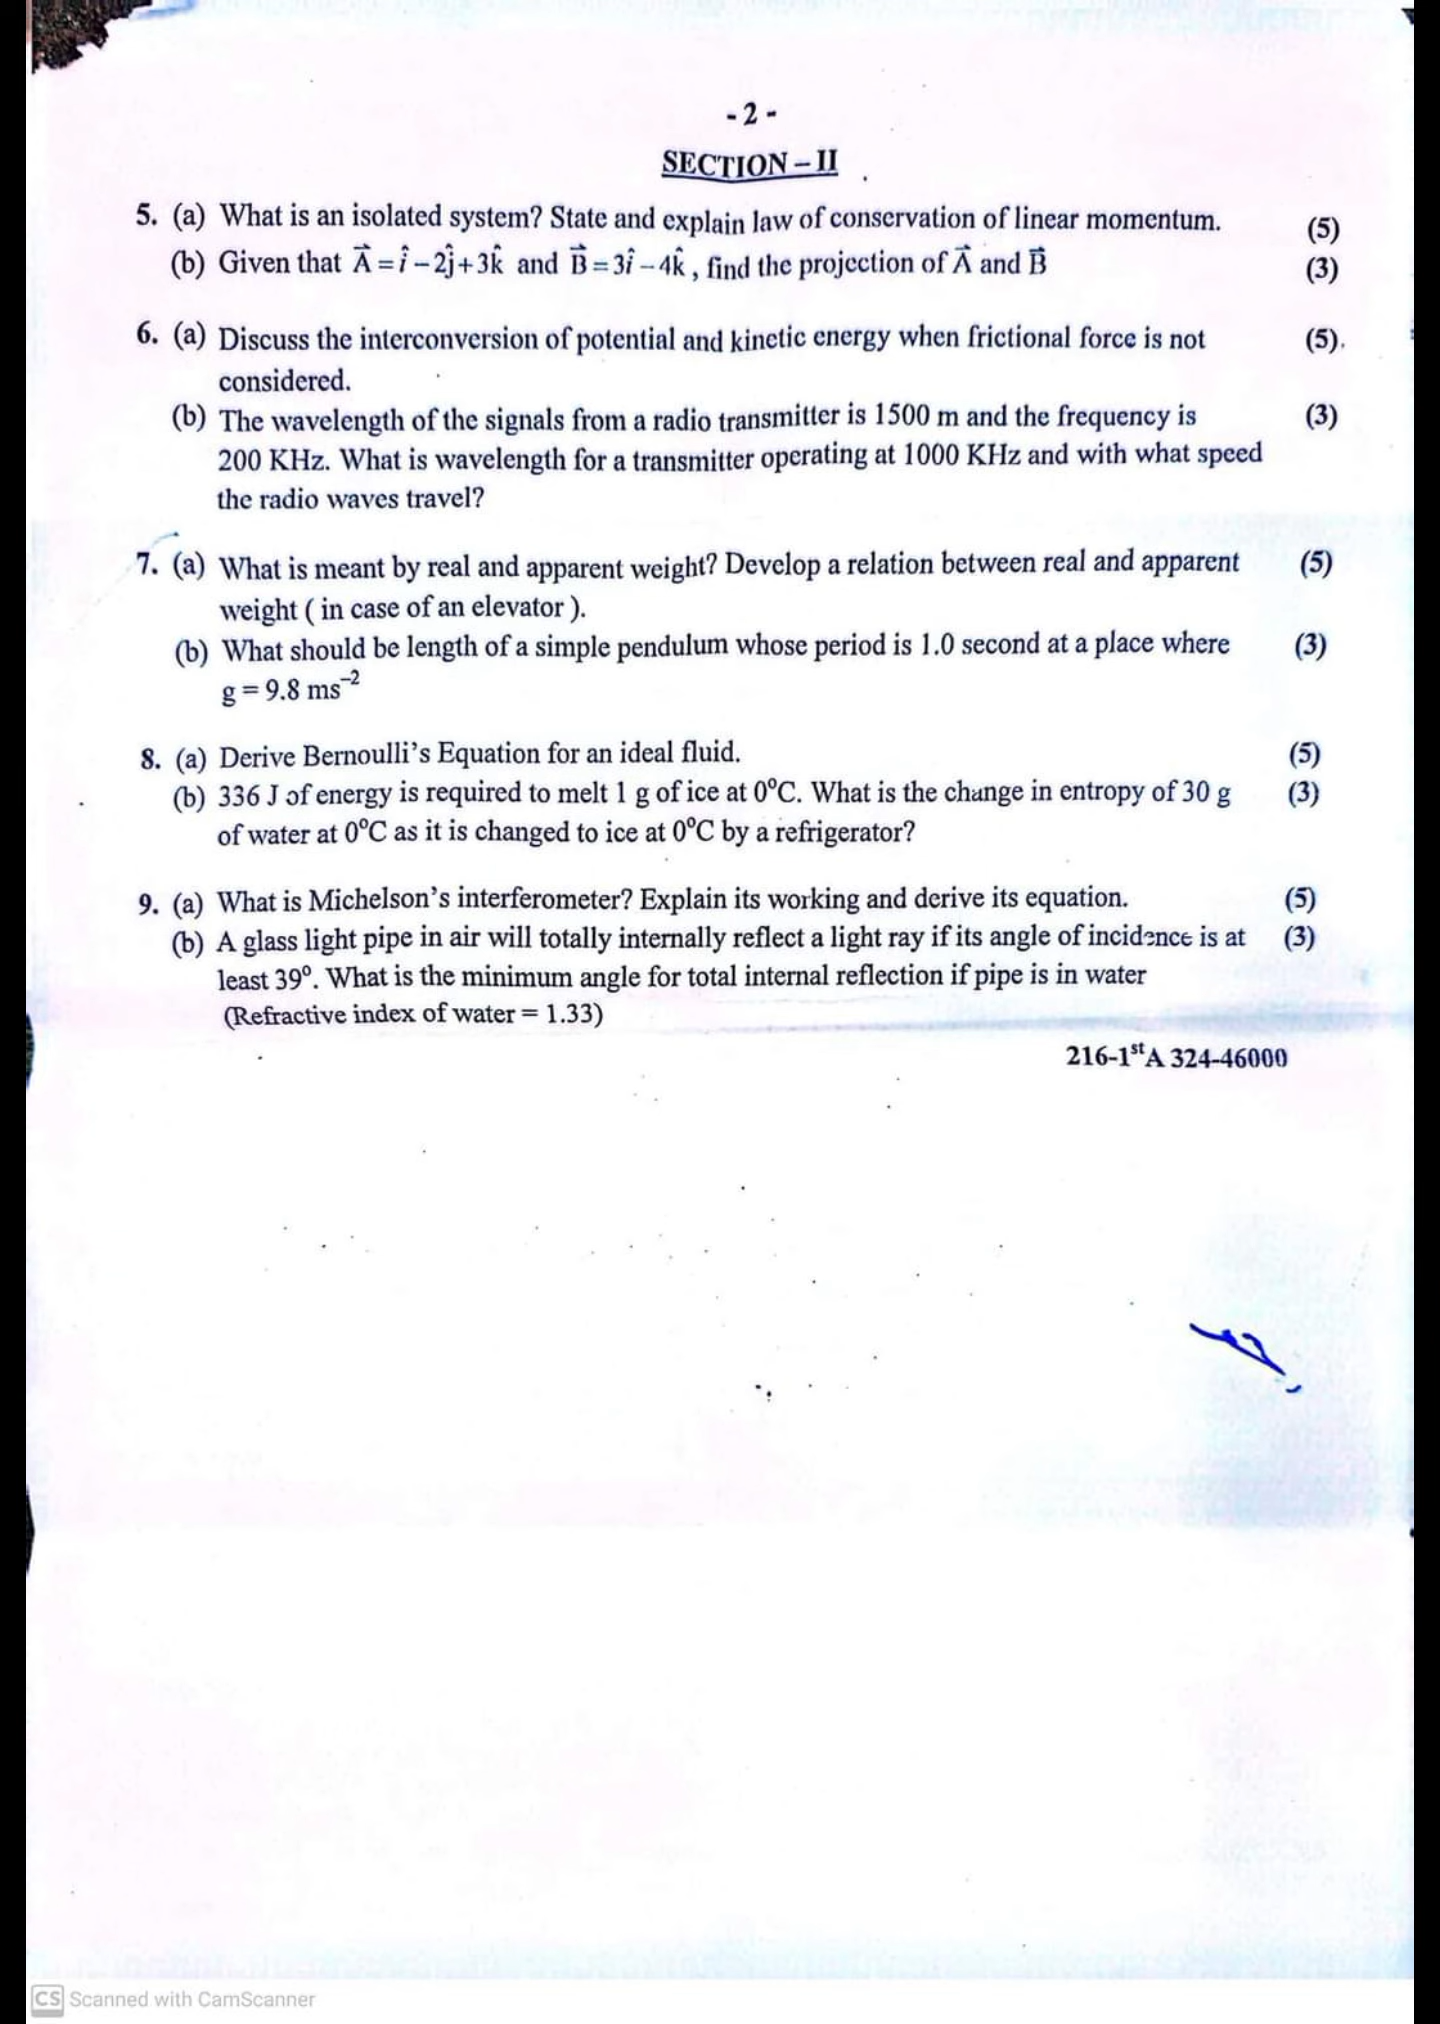 - 2 -
SECTION – II
5. (a) What is an isolated system? State and explain law of conservation of linear momentum. (5)
(b) Given that A⃗ = î – 2ĵ + 3k̂ and B⃗ = 3î – 4k̂ , find the projection of A⃗ and B⃗ (3)
6. (a) Discuss the interconversion of potential and kinetic energy when frictional force is not (5).
considered.
(b) The wavelength of the signals from a radio transmitter is 1500 m and the frequency is (3)
200 KHz. What is wavelength for a transmitter operating at 1000 KHz and with what speed
the radio waves travel?
7. (a) What is meant by real and apparent weight? Develop a relation between real and apparent (5)
weight ( in case of an elevator ).
(b) What should be length of a simple pendulum whose period is 1.0 second at a place where (3)
g = 9.8 ms⁻²
8. (a) Derive Bernoulli's Equation for an ideal fluid. (5)
(b) 336 J of energy is required to melt 1 g of ice at 0°C. What is the change in entropy of 30 g (3)
of water at 0°C as it is changed to ice at 0°C by a refrigerator?
9. (a) What is Michelson's interferometer? Explain its working and derive its equation. (5)
(b) A glass light pipe in air will totally internally reflect a light ray if its angle of incidence is at (3)
least 39°. What is the minimum angle for total internal reflection if pipe is in water
(Refractive index of water = 1.33)
216-1ˢᵗA 324-46000
CS Scanned with CamScanner